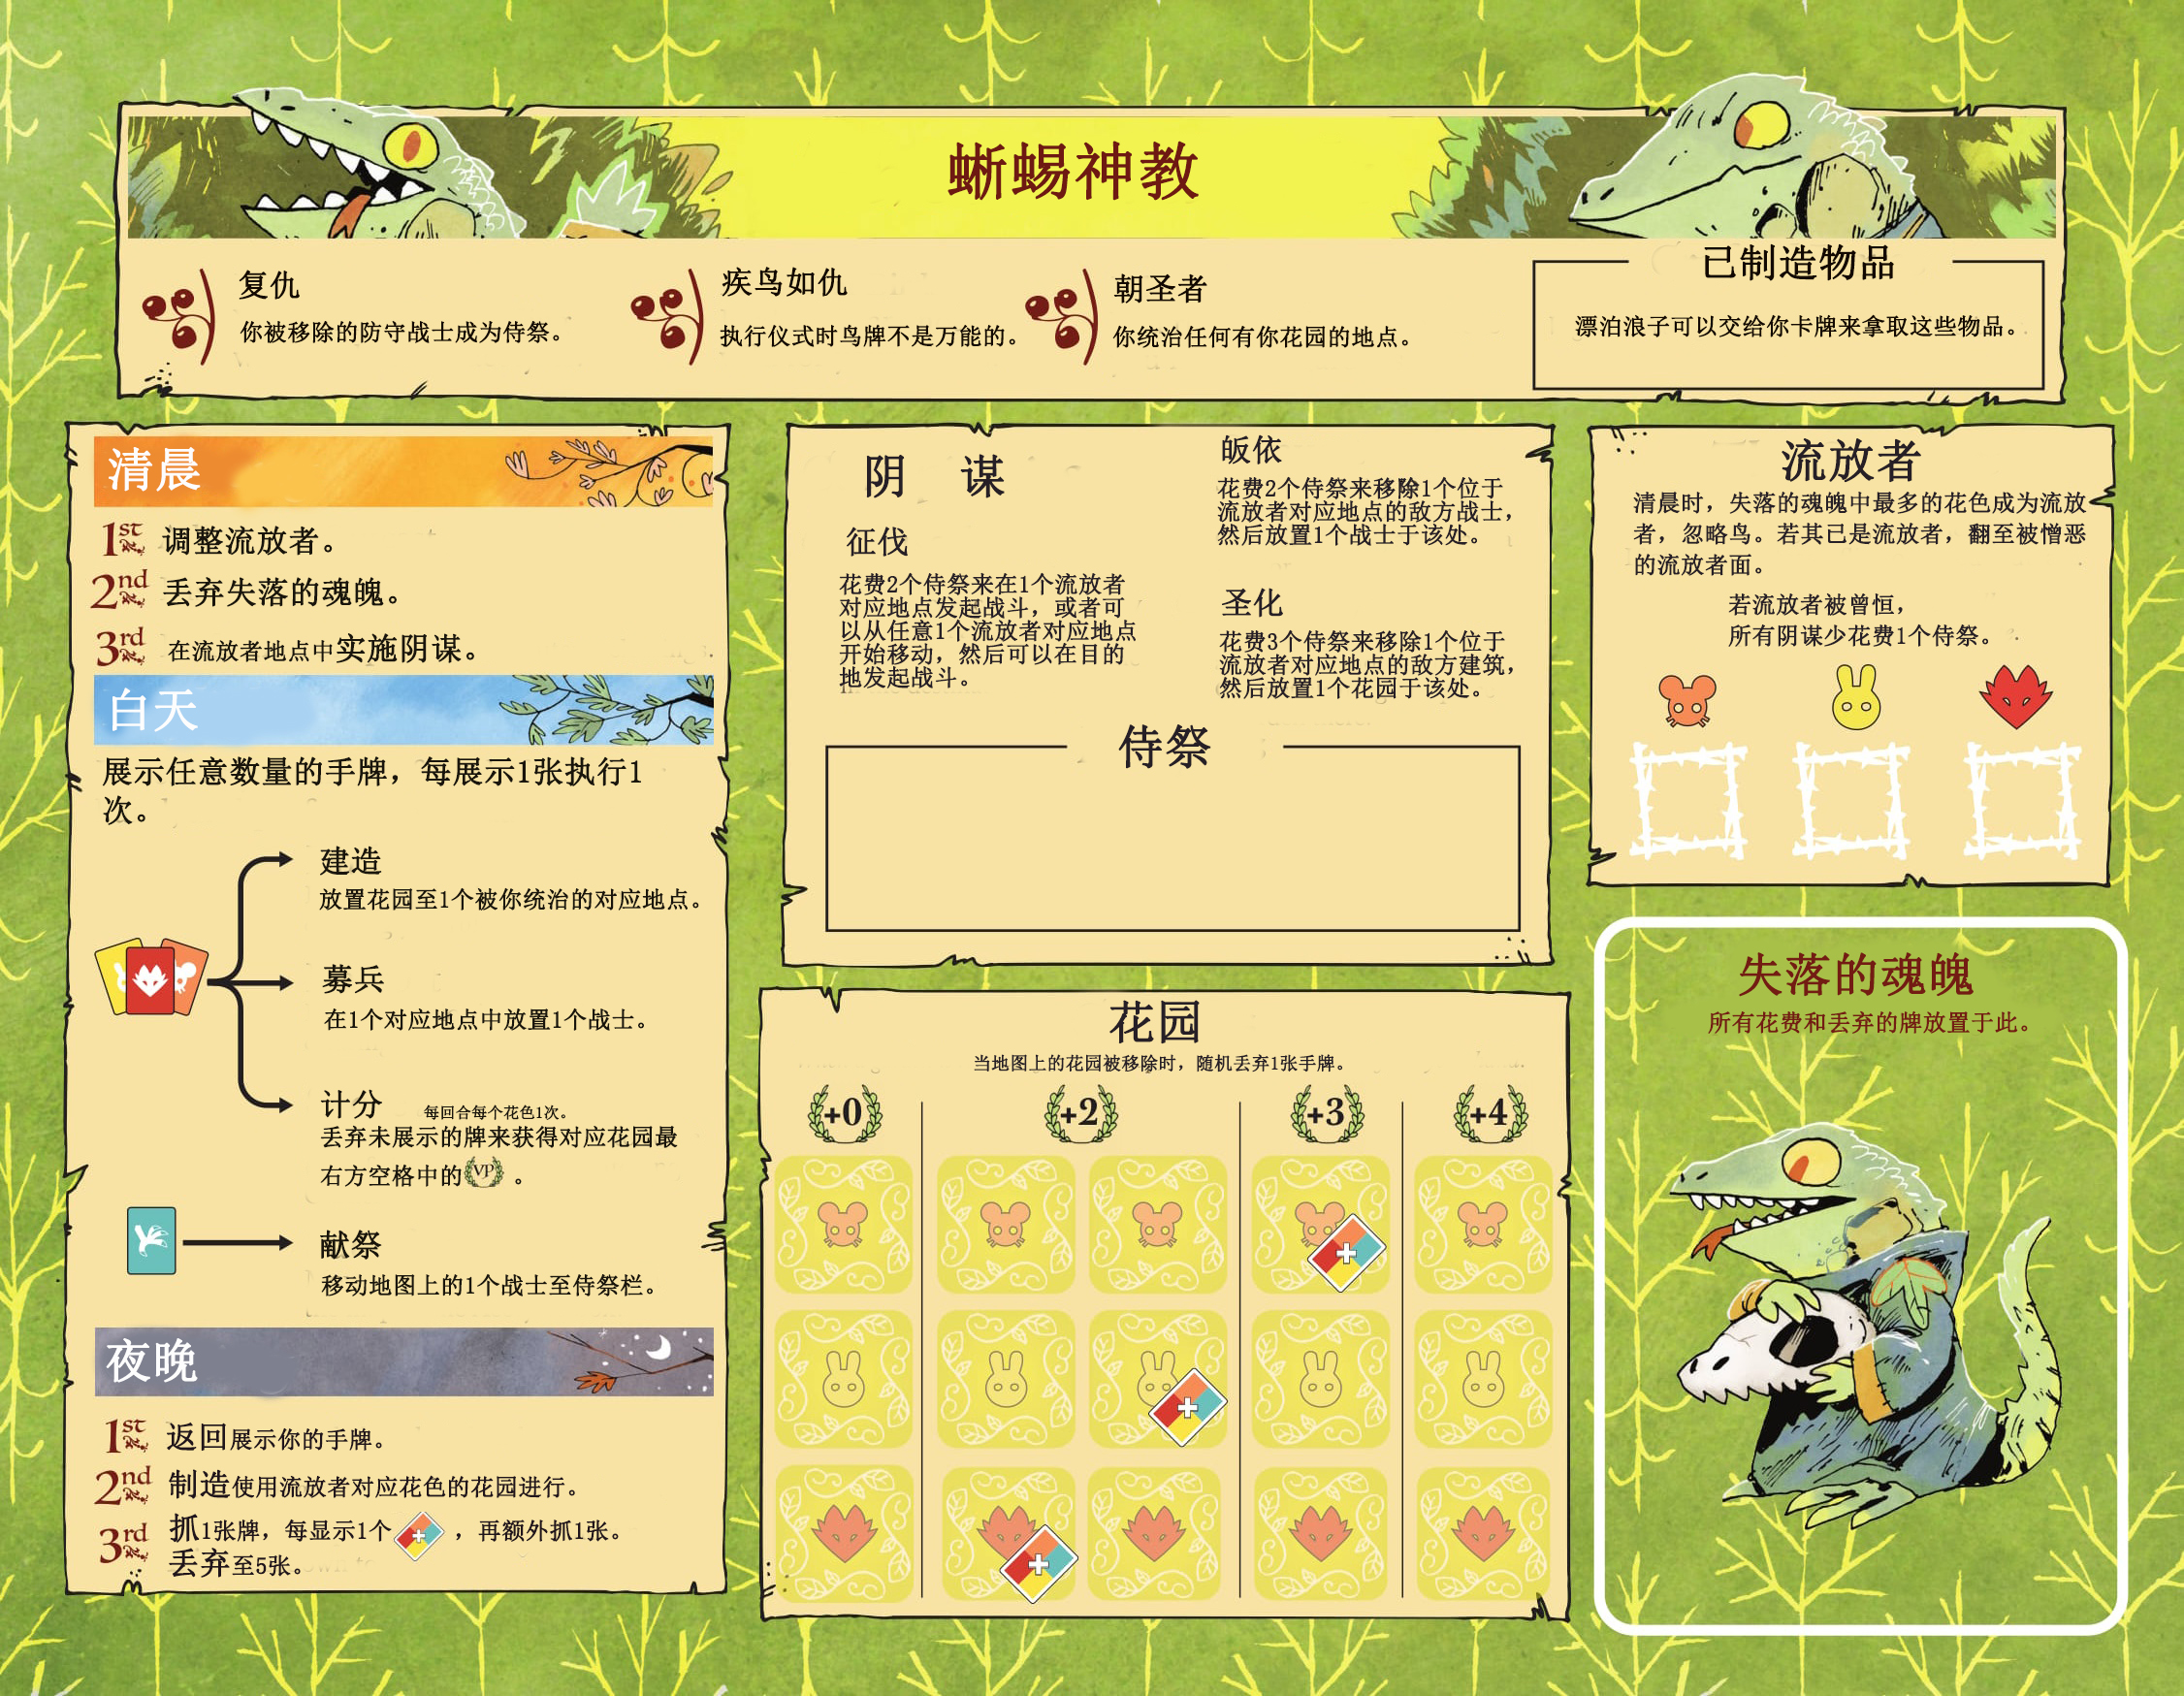 蜥蜴神教
复仇
你被移除的防守战士成为侍祭。
疾鸟如仇
执行仪式时鸟牌不是万能的。
朝圣者
你统治任何有你花园的地点。
已制造物品
漂泊浪子可以交给你卡牌来拿取这些物品。
清晨
1st 调整流放者。
2nd 丢弃失落的魂魄。
3rd 在流放者地点中实施阴谋。
白天
展示任意数量的手牌，每展示1张执行1
次。
建造
放置花园至1个被你统治的对应地点。
募兵
在1个对应地点中放置1个战士。
计分 每回合每个花色1次。
丢弃未展示的牌来获得对应花园最
右方空格中的VP。
献祭
移动地图上的1个战士至侍祭栏。
夜晚
1st 返回展示你的手牌。
2nd 制造使用流放者对应花色的花园进行。
3rd 抓1张牌，每显示1个 ，再额外抓1张。
丢弃至5张。
阴 谋
征伐
花费2个侍祭来在1个流放者
对应地点发起战斗，或者可
以从任意1个流放者对应地点
开始移动，然后可以在目的
地发起战斗。
皈依
花费2个侍祭来移除1个位于
流放者对应地点的敌方战士，
然后放置1个战士于该处。
圣化
花费3个侍祭来移除1个位于
流放者对应地点的敌方建筑，
然后放置1个花园于该处。
侍祭
流放者
清晨时，失落的魂魄中最多的花色成为流放
者，忽略鸟。若其已是流放者，翻至被憎恶
的流放者面。
若流放者被曾恒，
所有阴谋少花费1个侍祭。
花园
当地图上的花园被移除时，随机丢弃1张手牌。
+0 +2 +3 +4
失落的魂魄
所有花费和丢弃的牌放置于此。